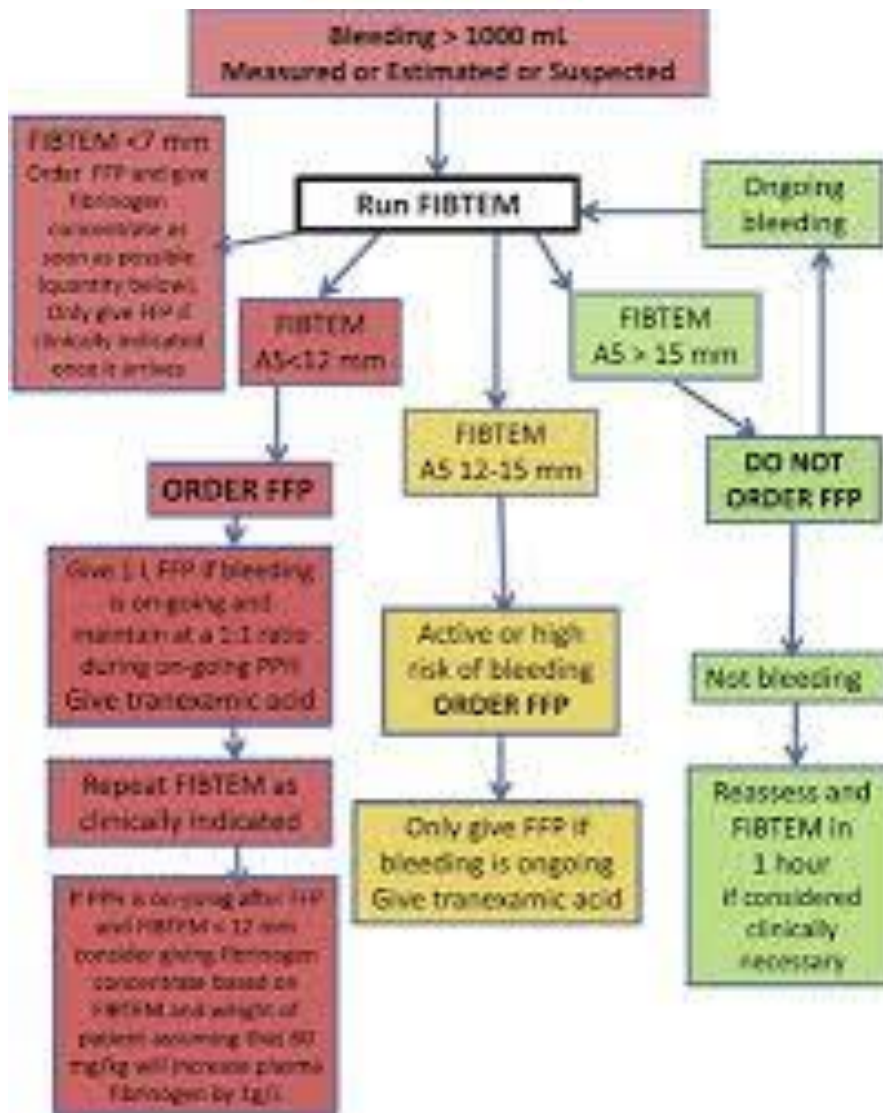 Bleeding > 1000 mL
Measured or Estimated or Suspected
FIBTEM <7 mm
Order FFP and give
fibrinogen
concentrate as
soon as possible
(quantity below).
Only give FFP if
clinically indicated
once it arrives
Run FIBTEM
Ongoing
bleeding
FIBTEM
A5<12 mm
FIBTEM
A5 > 15 mm
FIBTEM
A5 12-15 mm
DO NOT
ORDER FFP
ORDER FFP
Give 1 L FFP if bleeding
is on-going and
maintain at a 1:1 ratio
during on-going PPH
Give tranexamic acid
Active or high
risk of bleeding
ORDER FFP
Not bleeding
Repeat FIBTEM as
clinically indicated
Only give FFP if
bleeding is ongoing
Give tranexamic acid
Reassess and
FIBTEM in
1 hour
if considered
clinically
necessary
If PPH is on-going after FFP
and FIBTEM < 12 mm
consider giving fibrinogen
concentrate based on
FIBTEM and weight of
patient assuming that 60
mg/kg will increase plasma
fibrinogen by 1g/L